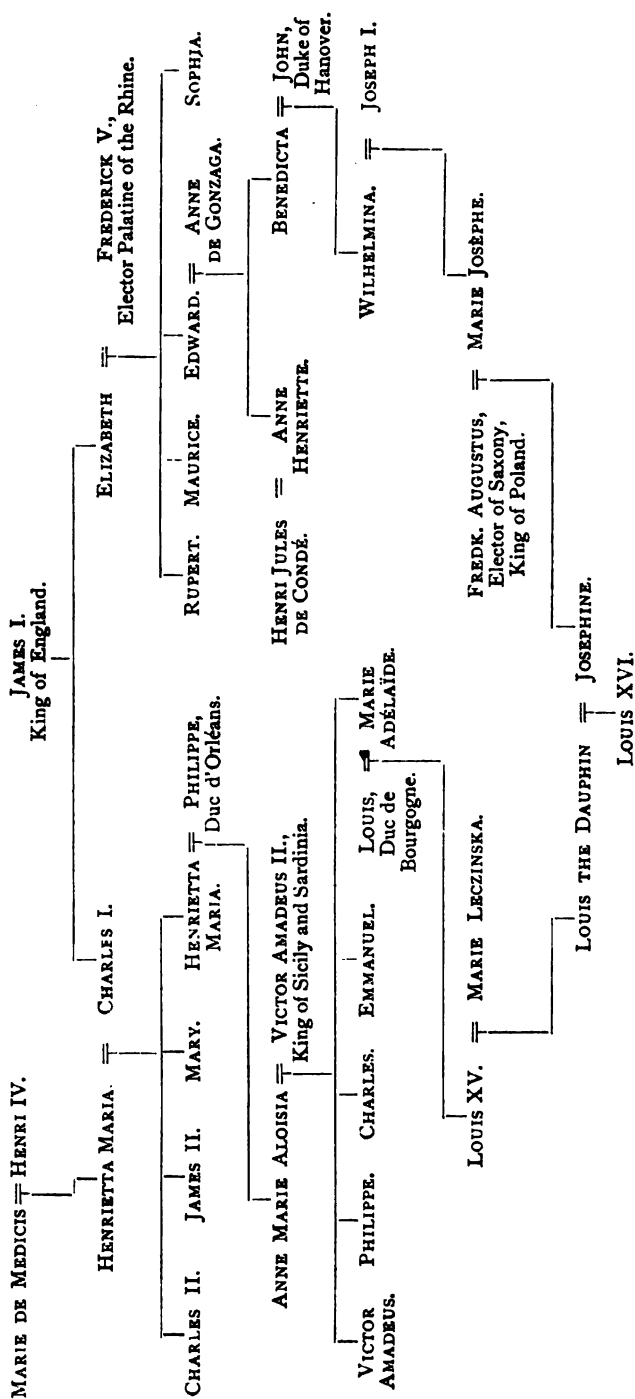 MARIE DE MEDICIS = HENRI IV.
JAMES I.
King of England.
HENRIETTA MARIA. = CHARLES I.
ELIZABETH = FREDERICK V.,
Elector Palatine of the Rhine.
CHARLES II. JAMES II. MARY. HENRIETTA MARIA. = PHILIPPE,
Duc d'Orléans.
RUPERT. MAURICE. EDWARD. = ANNE DE GONZAGA. SOPHIA.
ANNE MARIE ALOISIA = VICTOR AMADEUS II.,
King of Sicily and Sardinia.
HENRI JULES DE CONDÉ. = ANNE HENRIETTE.
BENEDICTA = JOHN,
Duke of Hanover.
VICTOR AMADEUS.
PHILIPPE. CHARLES. EMMANUEL. LOUIS,
Duc de Bourgogne.
= MARIE ADÉLAÏDE.
WILHELMINA. = JOSEPH I.
LOUIS XV. = MARIE LECZINSKA.
FREDK. AUGUSTUS,
Elector of Saxony,
King of Poland.
= MARIE JOSÈPHE.
LOUIS THE DAUPHIN = JOSEPHINE.
LOUIS XVI.